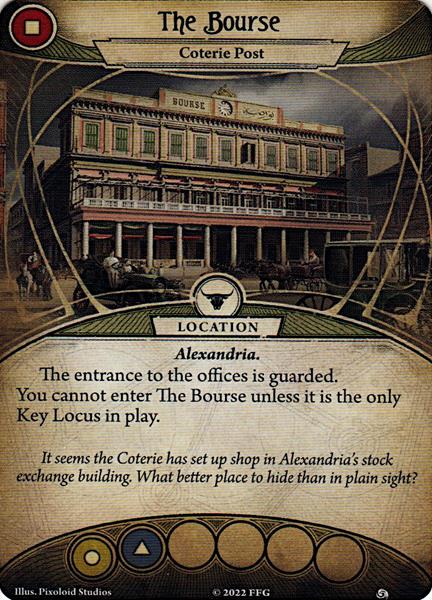 The Bourse
Coterie Post
BOURSE
LOCATION
Alexandria.
The entrance to the offices is guarded.
You cannot enter The Bourse unless it is the only
Key Locus in play.
It seems the Coterie has set up shop in Alexandria's stock
exchange building. What better place to hide than in plain sight?
Illus. Pixoloid Studios
© 2022 FFG